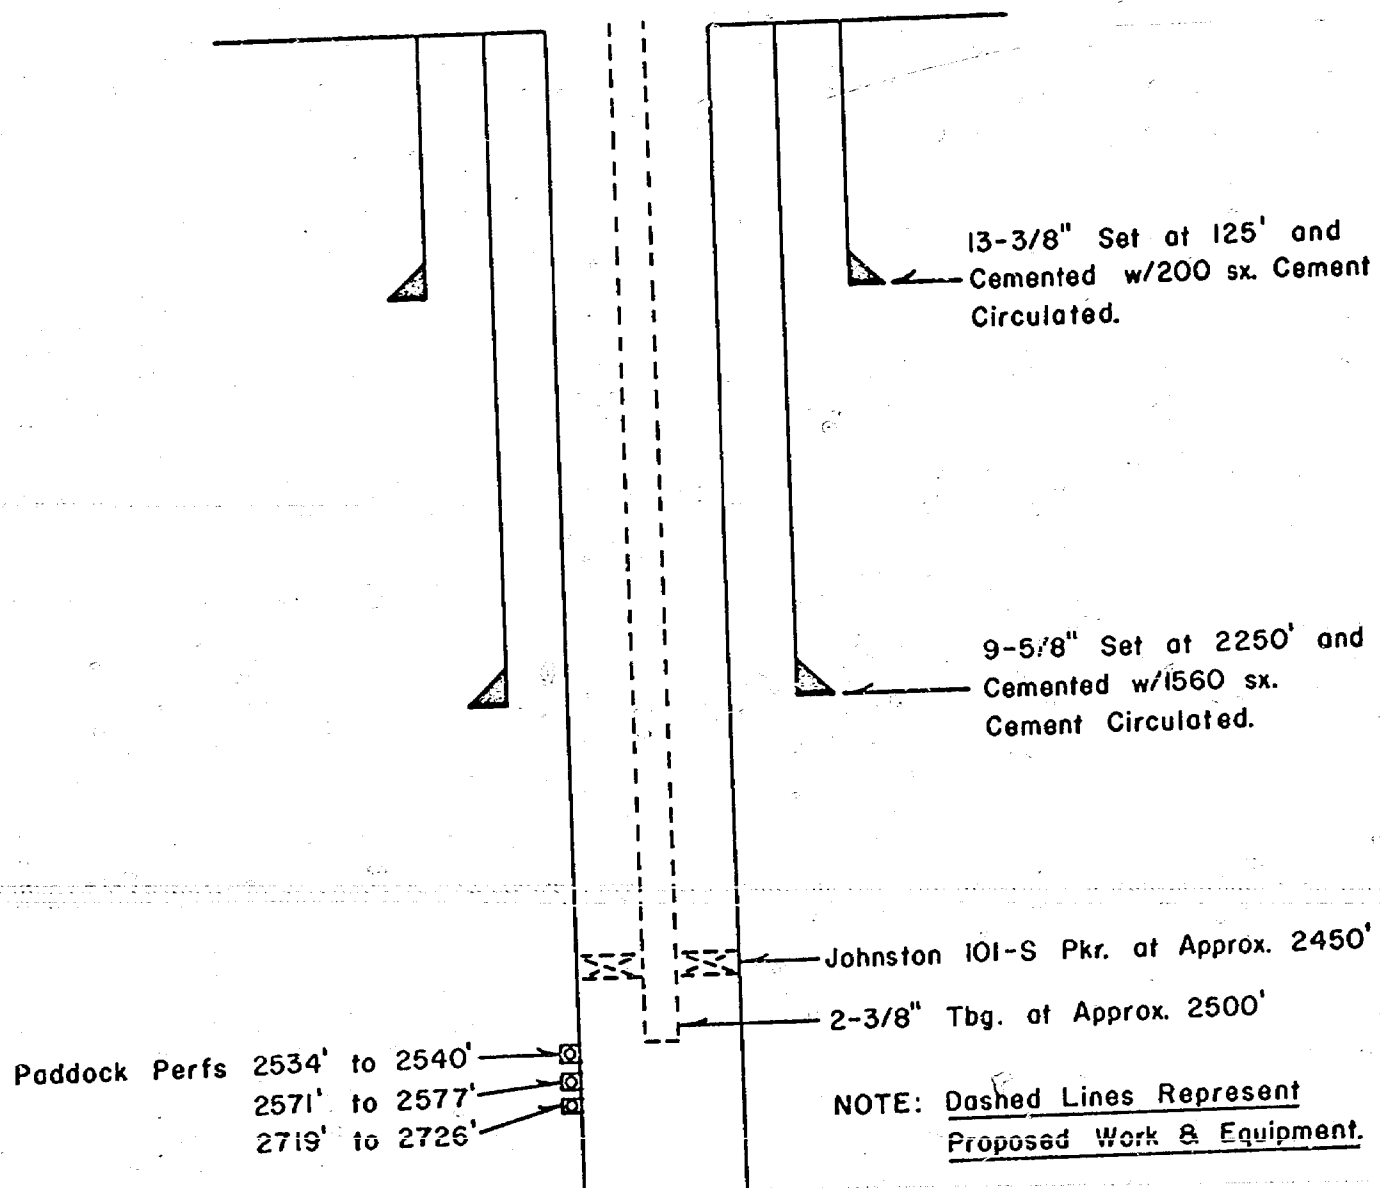 13-3/8" Set at 125' and
Cemented w/200 sx. Cement
Circulated.
9-5/8" Set at 2250' and
Cemented w/1560 sx.
Cement Circulated.
Johnston 101-S Pkr. at Approx. 2450'
2-3/8" Tbg. at Approx. 2500'
Paddock Perfs 2534' to 2540'
2571' to 2577'
2719' to 2726'
NOTE: Dashed Lines Represent
Proposed Work & Equipment.